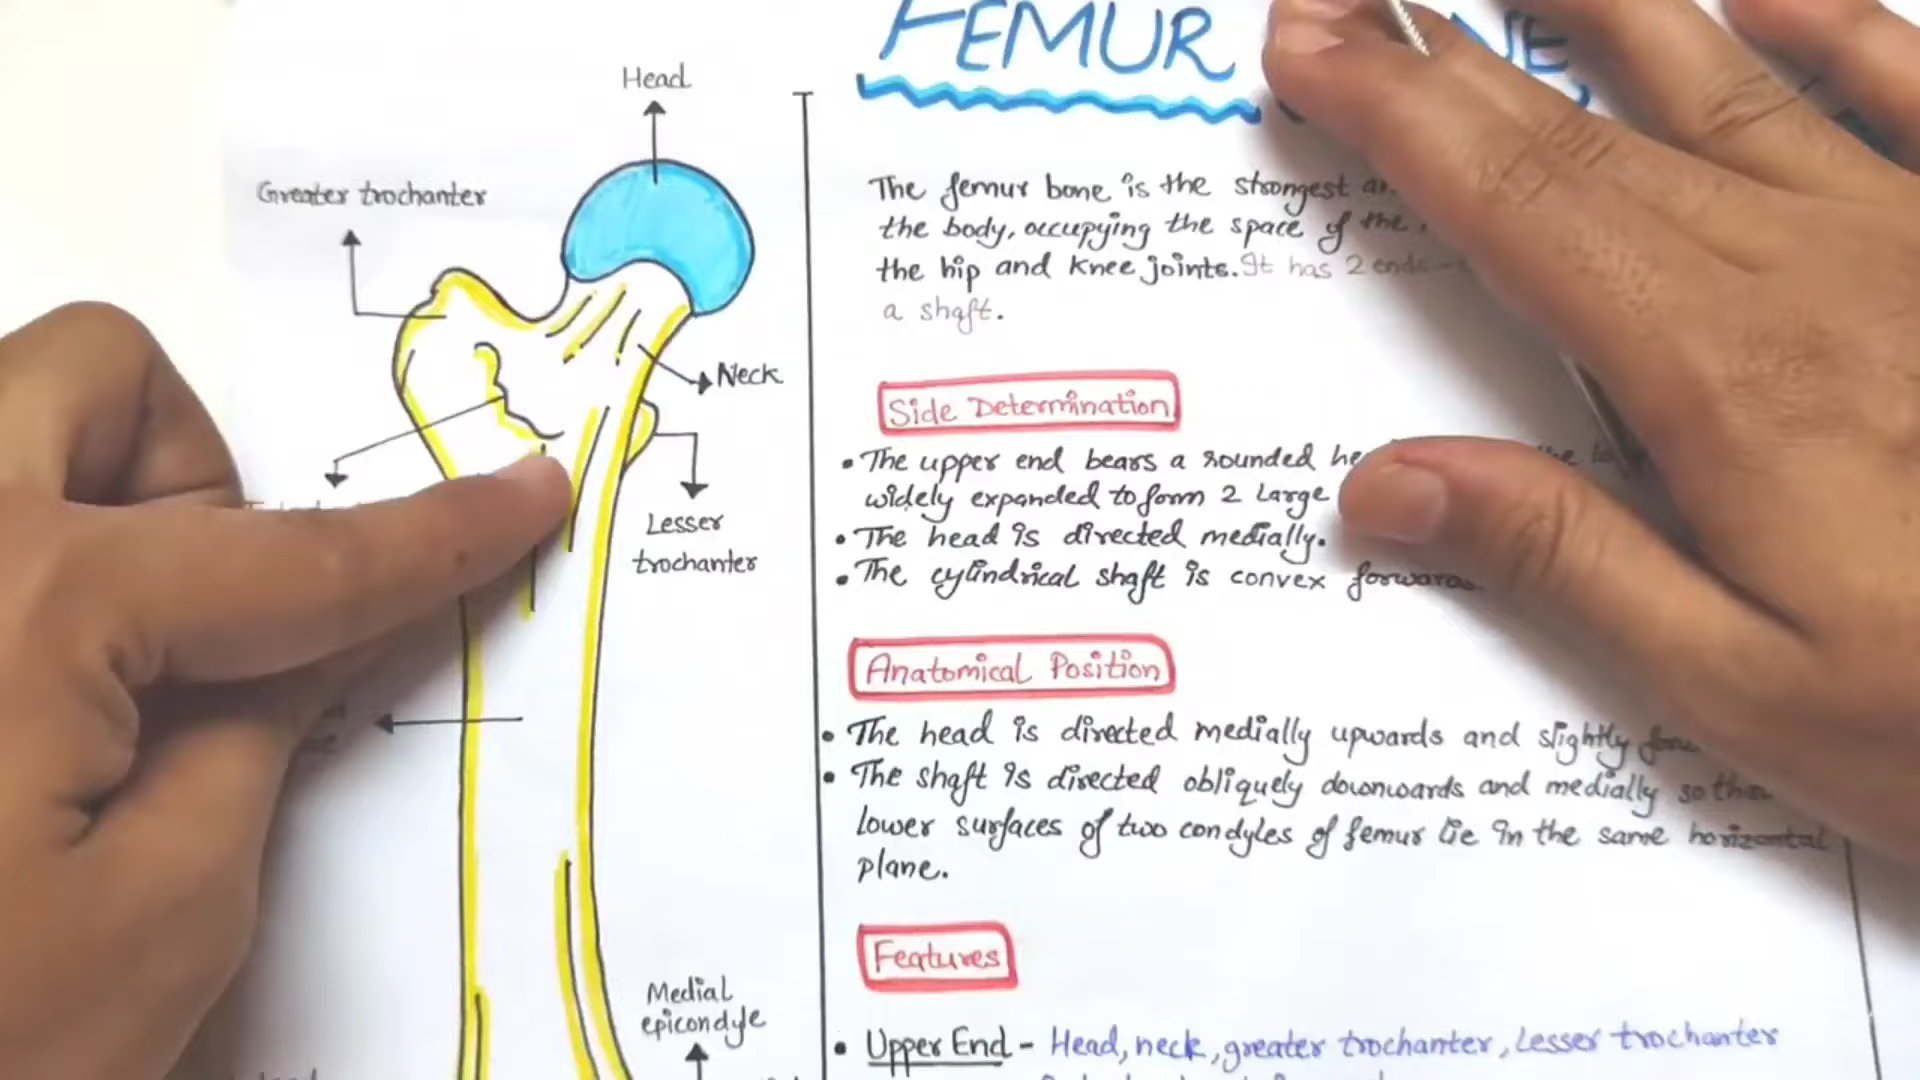 FEMUR
Head
Greater trochanter
Neck
Lesser
trochanter
Medial
epicondyle
The femur bone is the strongest
the body, occupying the space of the
the hip and knee joints. It has 2 ends -
a shaft.
Side Determination
• The upper end bears a rounded
widely expanded to form 2 large
• The head is directed medially.
• The cylindrical shaft is convex forwards
Anatomical Position
• The head is directed medially upwards and slightly
• The shaft is directed obliquely downwards and medially so
lower surfaces of two condyles of femur lie in the same horizontal
plane.
Features
• Upper End - Head, neck, greater trochanter, Lesser trochanter